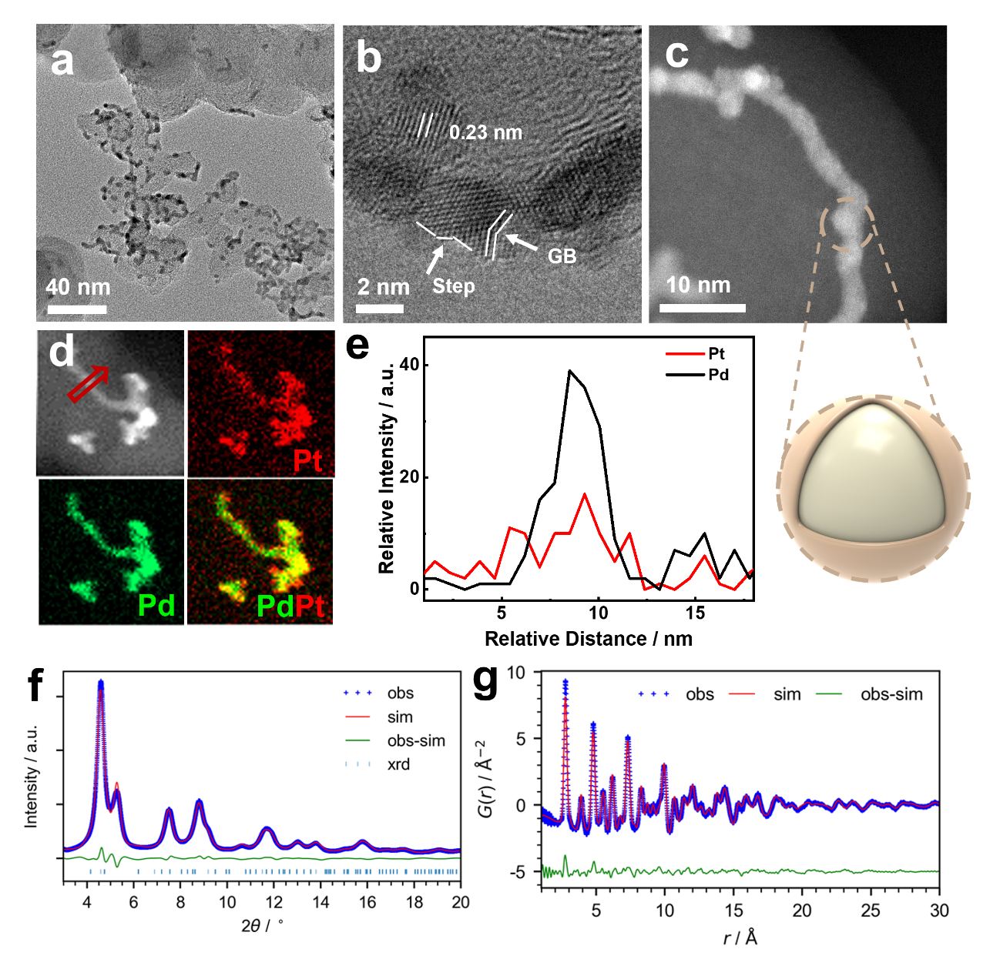 a
40 nm
b
0.23 nm
GB
Step
2 nm
c
10 nm
d
Pt
Pd
PdPt
e
Pt
Pd
40
20
0
Relative Intensity / a.u.
5 10 15
Relative Distance / nm
f
obs
sim
obs-sim
xrd
Intensity / a.u.
4 6 8 10 12 14 16 18 20
2θ / °
g
obs sim obs-sim
10
5
0
-5
G(r) / Å⁻²
5 10 15 20 25 30
r / Å